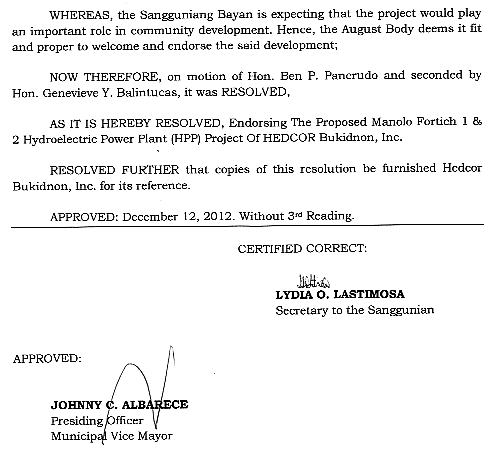 WHEREAS, the Sangguniang Bayan is expecting that the project would play
an important role in community development. Hence, the August Body deems it fit
and proper to welcome and endorse the said development;
NOW THEREFORE, on motion of Hon. Ben P. Pancrudo and seconded by
Hon. Genevieve Y. Balintucas, it was RESOLVED,
AS IT IS HEREBY RESOLVED, Endorsing The Proposed Manolo Fortich 1 &
2 Hydroelectric Power Plant (HPP) Project Of HEDCOR Bukidnon, Inc.
RESOLVED FURTHER that copies of this resolution be furnished Hedcor
Bukidnon, Inc. for its reference.
APPROVED: December 12, 2012. Without 3rd Reading.
CERTIFIED CORRECT:
LYDIA O. LASTIMOSA
Secretary to the Sanggunian
APPROVED:
JOHNNY C. ALBARECE
Presiding Officer
Municipal Vice Mayor